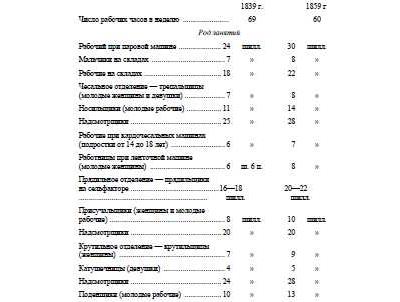 1839 г. 1859 г
Число рабочих часов в неделю ........................ 69 60
Род занятий
Рабочий при паровой машине ...................... 24 шилл. 30 шилл.
Мальчики на складах ...................................... 7 » 8 »
Рабочие на складах ......................................... 18 » 22 »
Чесальное отделение — трепальщицы
(молодые женщины и девушки) ..................... 7 » 8 »
Носильщики (молодые рабочие) .................. 11 » 14 »
Надсмотрщики ............................................... 25 » 28 »
Рабочие при кардочесальных машинах
(подростки от 14 до 18 лет) ............................ 6 » 7 »
Работницы при ленточной машине
(молодые женщины) ....................................... 6 ш. 6 п. 8 »
Прядильное отделение — прядильщики
на сельфакторе .............................................16—18 20—22
.................................................................. шилл. шилл.
Присучальщики (женщины и молодые
рабочие) .......................................................... 8 шилл. 10 шилл.
Надсмотрщики ............................................... 20 » 20 »
Крутильное отделение — крутильщицы
(женщины) ...................................................... 7 » 9 »
Катушечницы (девушки) ................................ 4 » 5 »
Надсмотрщики ............................................... 24 » 28 »
Поденщики (молодые рабочие) .................... 10 » 13 »